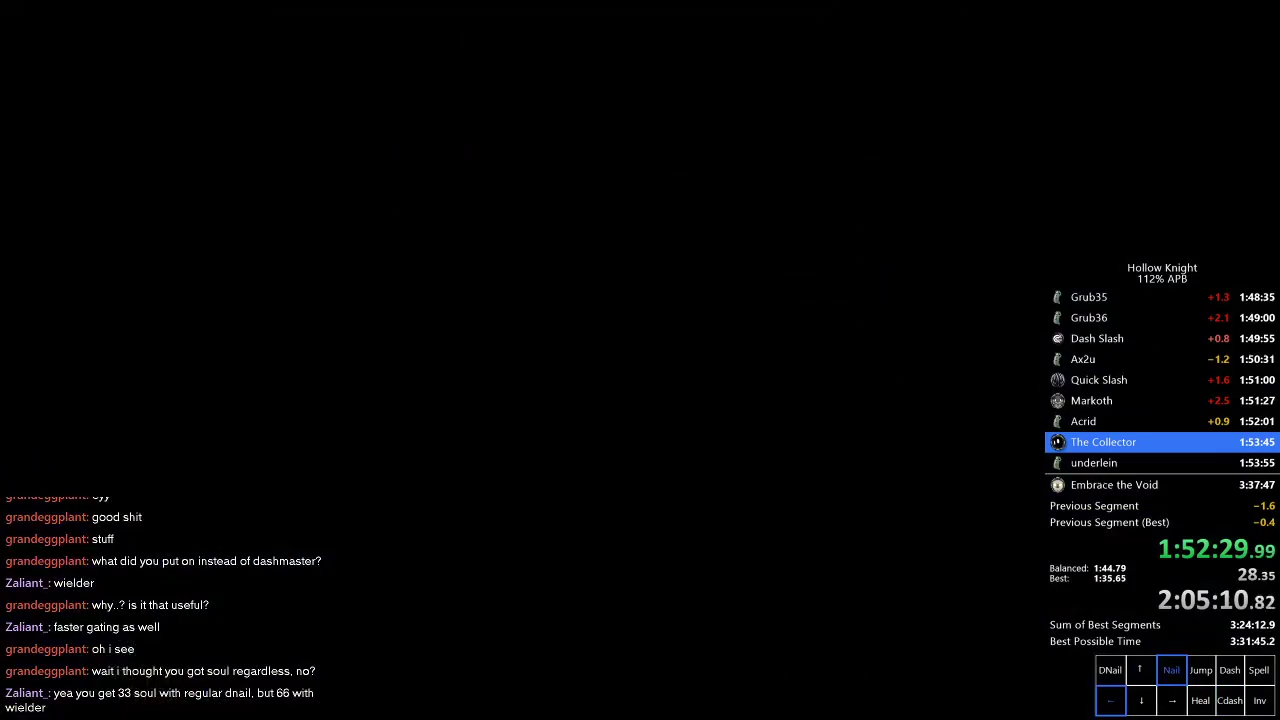 Hollow Knight
112% APB
Grub35 +1.3 1:48:35
Grub36 +2.1 1:49:00
Dash Slash +0.8 1:49:55
Ax2u −1.2 1:50:31
Quick Slash +1.6 1:51:00
Markoth +2.5 1:51:27
Acrid +0.9 1:52:01
The Collector 1:53:45
underlein 1:53:55
Embrace the Void 3:37:47
Previous Segment −1.6
Previous Segment (Best) −0.4
1:52:29.99
Balanced: 1:44.79
Best: 1:35.65
28.35
2:05:10.82
Sum of Best Segments 3:24:12.9
Best Possible Time 3:31:45.2
DNail ↑ Nail Jump Dash Spell
← ↓ → Heal Cdash Inv
grandeggplant:
grandeggplant: good shit
grandeggplant: stuff
grandeggplant: what did you put on instead of dashmaster?
Zaliant_: wielder
grandeggplant: why..? is it that useful?
Zaliant_: faster gating as well
grandeggplant: oh i see
grandeggplant: wait i thought you got soul regardless, no?
Zaliant_: yea you get 33 soul with regular dnail, but 66 with
wielder